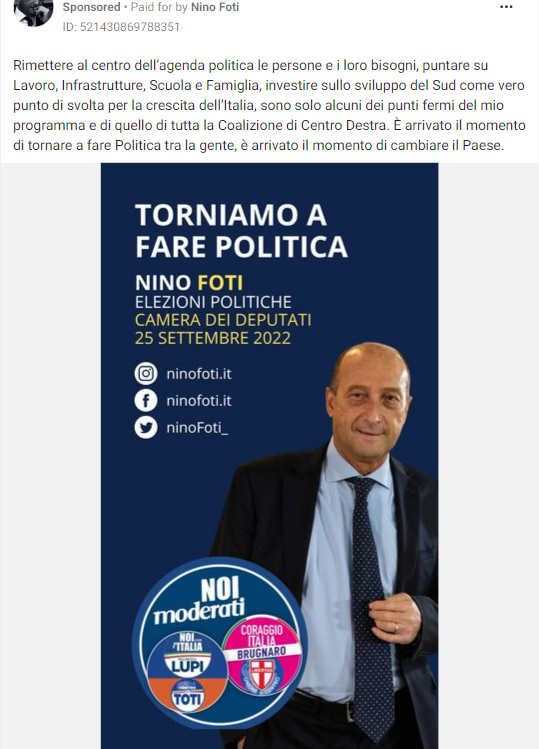 Sponsored • Paid for by Nino Foti
ID: 521430869788351
Rimettere al centro dell'agenda politica le persone e i loro bisogni, puntare su
Lavoro, Infrastrutture, Scuola e Famiglia, investire sullo sviluppo del Sud come vero
punto di svolta per la crescita dell'Italia, sono solo alcuni dei punti fermi del mio
programma e di quello di tutta la Coalizione di Centro Destra. È arrivato il momento
di tornare a fare Politica tra la gente, è arrivato il momento di cambiare il Paese.
TORNIAMO A
FARE POLITICA
NINO FOTI
ELEZIONI POLITICHE
CAMERA DEI DEPUTATI
25 SETTEMBRE 2022
ninofoti.it
ninofoti.it
ninoFoti_
NOI
moderati
NOI
L'ITALIA
LUPI
TOTI
CORAGGIO
ITALIA
BRUGNARO